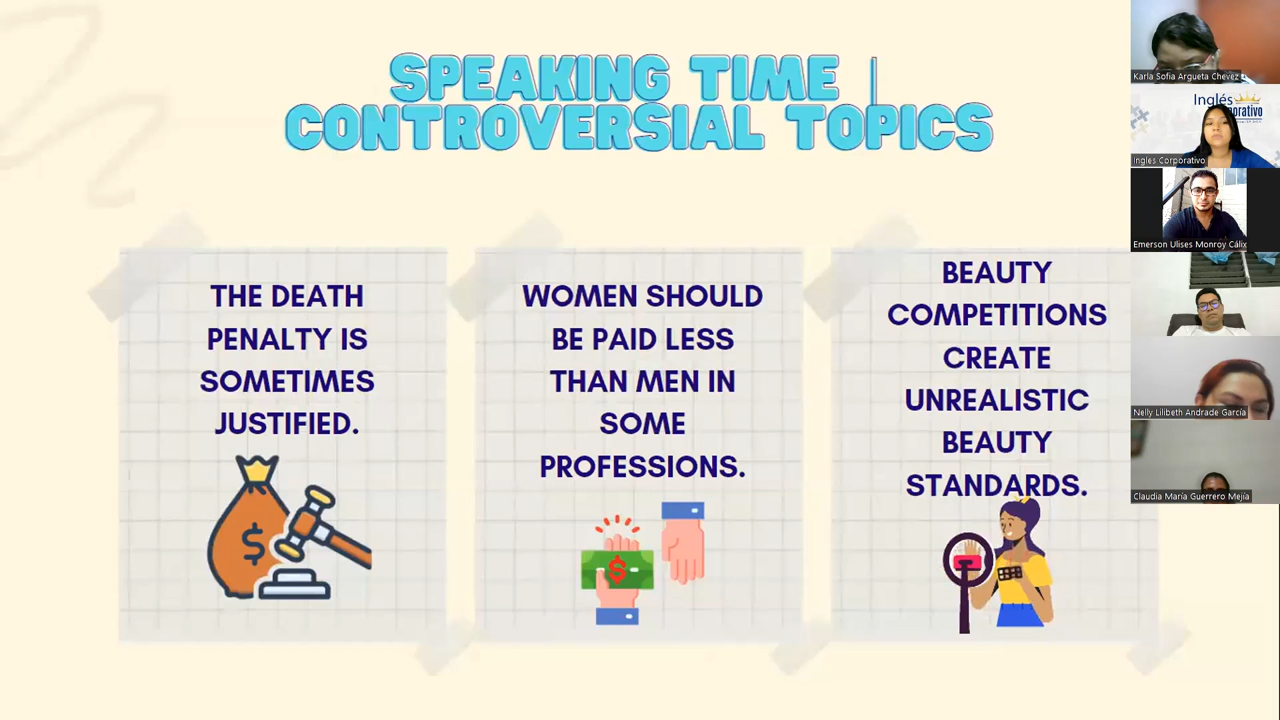 SPEAKING TIME |
CONTROVERSIAL TOPICS
THE DEATH
PENALTY IS
SOMETIMES
JUSTIFIED.
$
WOMEN SHOULD
BE PAID LESS
THAN MEN IN
SOME
PROFESSIONS.
$
BEAUTY
COMPETITIONS
CREATE
UNREALISTIC
BEAUTY
STANDARDS.
Karla Sofia Argueta Chevez
Inglés
Ingles Corporativo
Emerson Ulises Monroy Cálix
Nelly Lilibeth Andrade García
Claudia María Guerrero Mejía